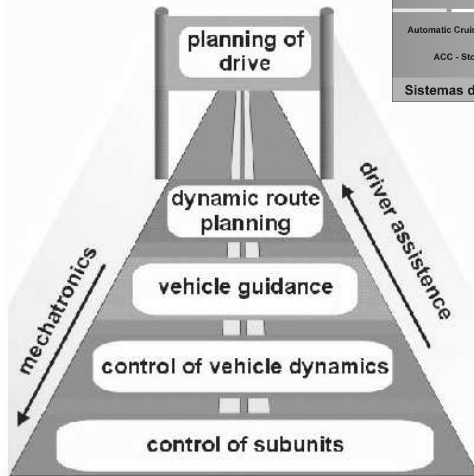 planning of
drive
Automatic Cruis
ACC - Sto
Sistemas d
dynamic route
planning
driver assistence
mechatronics
vehicle guidance
control of vehicle dynamics
control of subunits